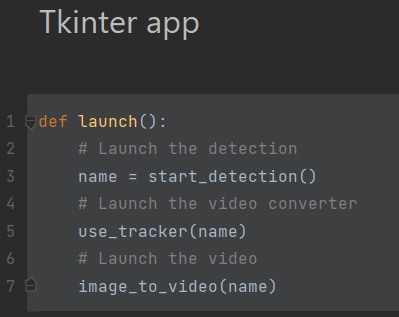 Tkinter app
1 def launch():
2     # Launch the detection
3     name = start_detection()
4     # Launch the video converter
5     use_tracker(name)
6     # Launch the video
7     image_to_video(name)